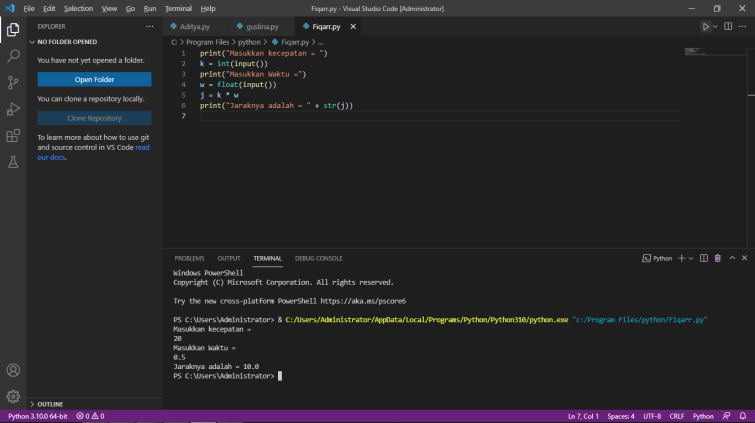 File Edit Selection View Go Run Terminal Help
Fiqarr.py - Visual Studio Code [Administrator]
EXPLORER
Aditya.py
guslina.py
Fiqarr.py
NO FOLDER OPENED
C: > Program Files > python > Fiqarr.py > ...
You have not yet opened a folder.
Open Folder
You can clone a repository locally.
Clone Repository
To learn more about how to use git
and source control in VS Code read
our docs.
1 print("Masukkan kecepatan = ")
2 k = int(input())
3 print("Masukkan Waktu =")
4 w = float(input())
5 j = k * w
6 print("Jaraknya adalah = " + str(j))
7
PROBLEMS OUTPUT TERMINAL DEBUG CONSOLE
Python
Windows PowerShell
Copyright (C) Microsoft Corporation. All rights reserved.
Try the new cross-platform PowerShell https://aka.ms/pscore6
PS C:\Users\Administrator> & C:/Users/Administrator/AppData/Local/Programs/Python/Python310/python.exe "c:/Program Files/python/Fiqarr.py"
Masukkan kecepatan =
20
Masukkan Waktu =
0.5
Jaraknya adalah = 10.0
PS C:\Users\Administrator>
OUTLINE
Python 3.10.0 64-bit 0 0
Ln 7, Col 1 Spaces: 4 UTF-8 CRLF Python